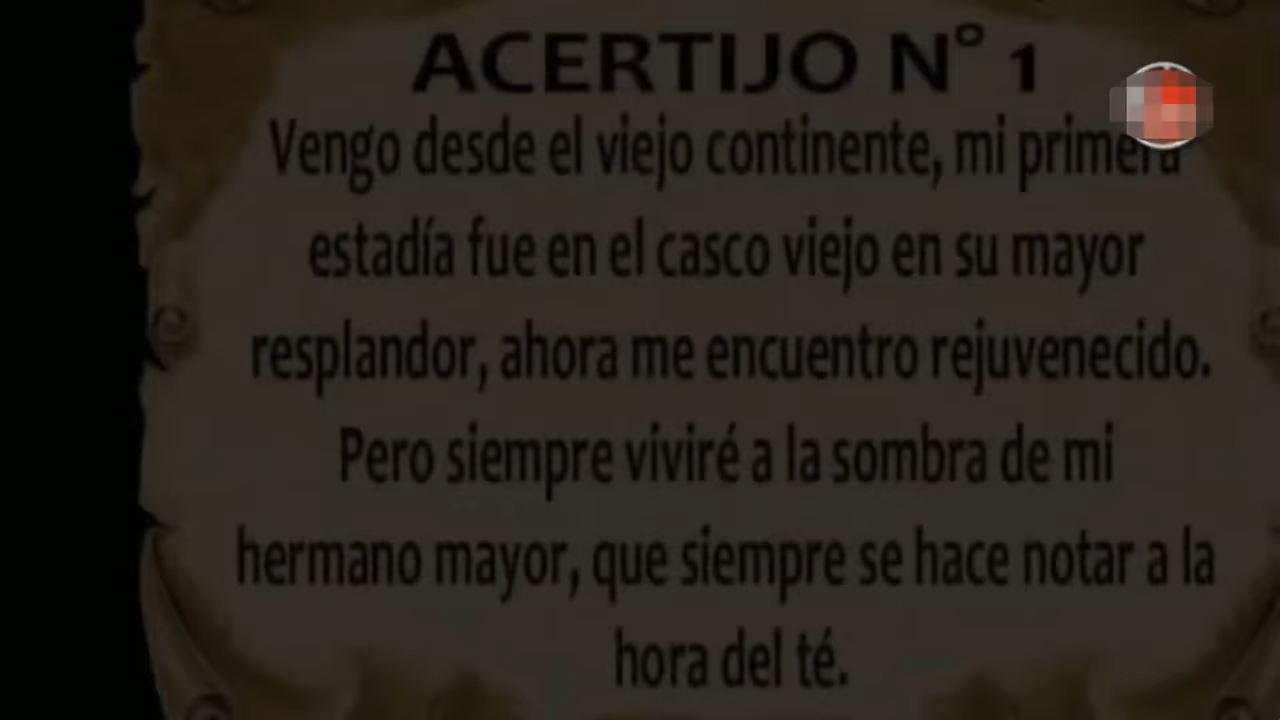 ACERTIJO N° 1
Vengo desde el viejo continente, mi primera
estadía fue en el casco viejo en su mayor
resplandor, ahora me encuentro rejuvenecido.
Pero siempre viviré a la sombra de mi
hermano mayor, que siempre se hace notar a la
hora del té.